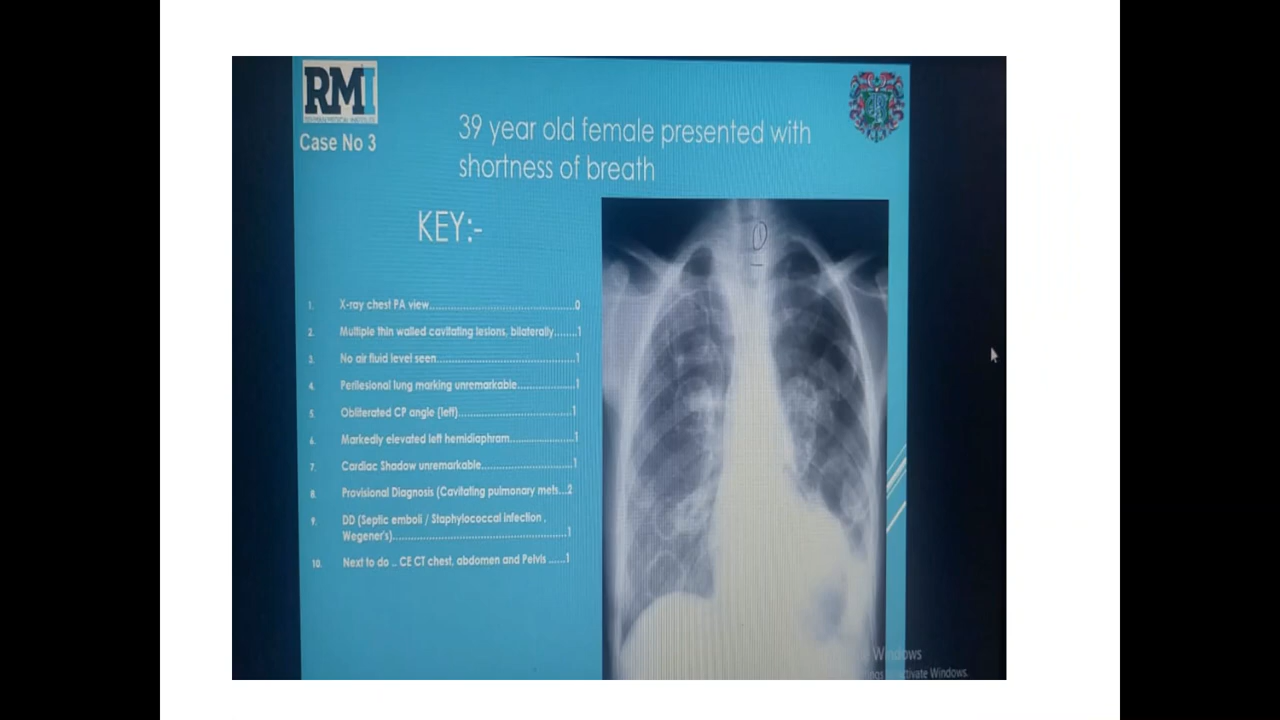 RMI
Case No 3
39 year old female presented with
shortness of breath
KEY:-
1. X-ray chest PA view....................................................0
2. Multiple thin walled cavitating lesions, bilaterally........1
3. No air fluid level seen..................................................1
4. Perilesional lung marking unremarkable.....................1
5. Obliterated CP angle (left)..........................................1
6. Markedly elevated left hemidiaphram........................1
7. Cardiac Shadow unremarkable..................................1
8. Provisional Diagnosis (Cavitating pulmonary mets...2
9. DD (Septic emboli / Staphylococcal infection ,
Wegener's)................................................................1
10. Next to do .. CE CT chest, abdomen and Pelvis ......1
Windows
activate Windows.